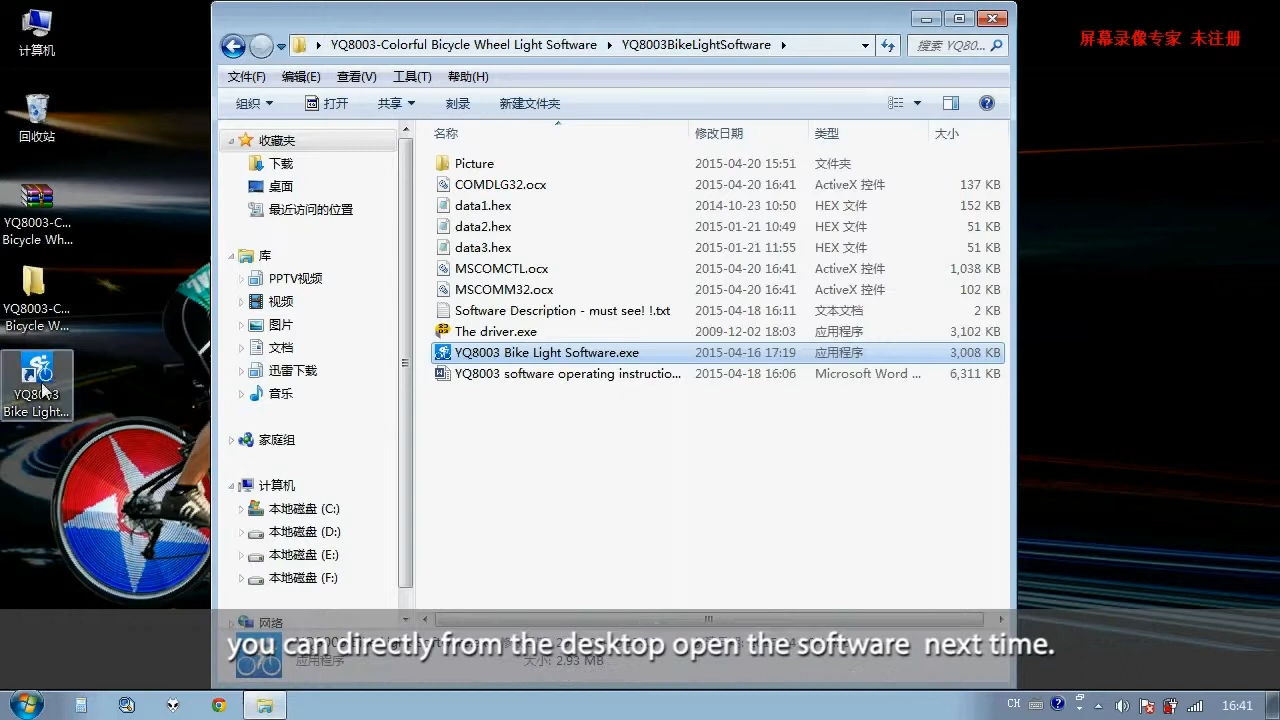 计算机
回收站
YQ8003-C...
Bicycle Wh...
YQ8003-C...
Bicycle W...
YQ8003
Bike Light...
屏幕录像专家 未注册
YQ8003-Colorful Bicycle Wheel Light Software YQ8003BikeLightSoftware
搜索 YQ80...
文件(F) 编辑(E) 查看(V) 工具(T) 帮助(H)
组织 打开 共享 刻录 新建文件夹
收藏夹
下载
桌面
最近访问的位置
库
PPTV视频
视频
图片
文档
迅雷下载
音乐
家庭组
计算机
本地磁盘 (C:)
本地磁盘 (D:)
本地磁盘 (E:)
本地磁盘 (F:)
网络
名称 修改日期 类型 大小
Picture 2015-04-20 15:51 文件夹
COMDLG32.ocx 2015-04-20 16:41 ActiveX 控件 137 KB
data1.hex 2014-10-23 10:50 HEX 文件 152 KB
data2.hex 2015-01-21 10:49 HEX 文件 51 KB
data3.hex 2015-01-21 11:55 HEX 文件 51 KB
MSCOMCTL.ocx 2015-04-20 16:41 ActiveX 控件 1,038 KB
MSCOMM32.ocx 2015-04-20 16:41 ActiveX 控件 102 KB
Software Description - must see! !.txt 2015-04-18 16:11 文本文档 2 KB
The driver.exe 2009-12-02 18:03 应用程序 3,102 KB
YQ8003 Bike Light Software.exe 2015-04-16 17:19 应用程序 3,008 KB
YQ8003 software operating instructio... 2015-04-18 16:06 Microsoft Word ... 6,311 KB
you can directly from the desktop open the software next time.
应用程序 大小: 2.93 MB
CH 16:41